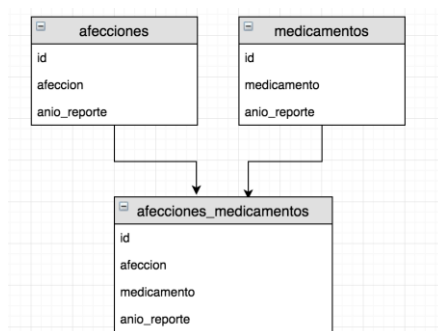 afecciones
id
afeccion
anio_reporte
medicamentos
id
medicamento
anio_reporte
afecciones_medicamentos
id
afeccion
medicamento
anio_reporte